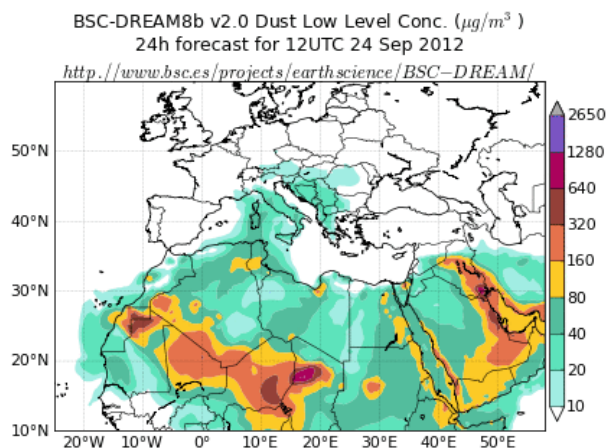 BSC-DREAM8b v2.0 Dust Low Level Conc. (μg/m³ )
24h forecast for 12UTC 24 Sep 2012
http.//www.bsc.es/projects/earthscience/BSC−DREAM/
2650
1280
640
320
160
80
40
20
10
50°N
40°N
30°N
20°N
10°N
20°W 10°W 0° 10°E 20°E 30°E 40°E 50°E